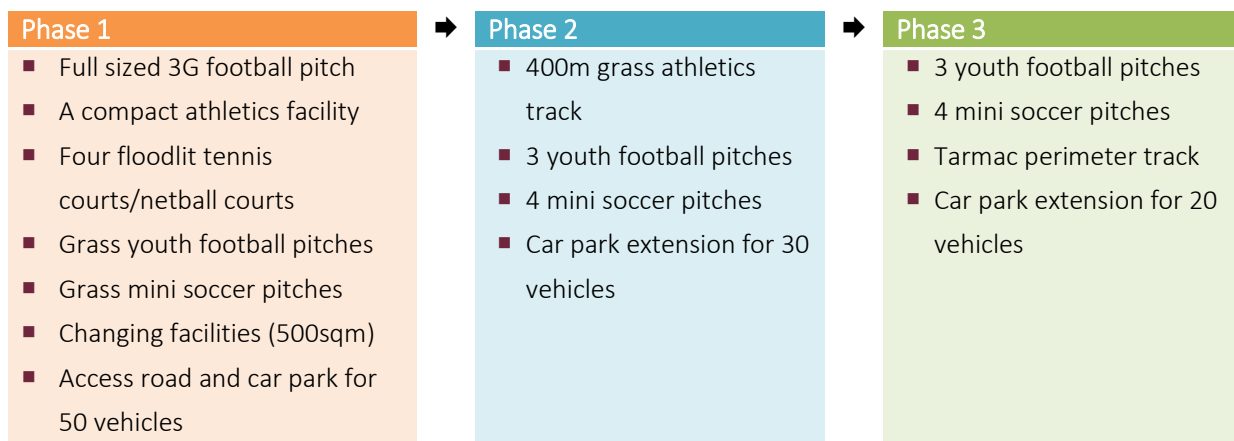 Phase 1
Full sized 3G football pitch
A compact athletics facility
Four floodlit tennis
courts/netball courts
Grass youth football pitches
Grass mini soccer pitches
Changing facilities (500sqm)
Access road and car park for
50 vehicles
Phase 2
400m grass athletics
track
3 youth football pitches
4 mini soccer pitches
Car park extension for 30
vehicles
Phase 3
3 youth football pitches
4 mini soccer pitches
Tarmac perimeter track
Car park extension for 20
vehicles